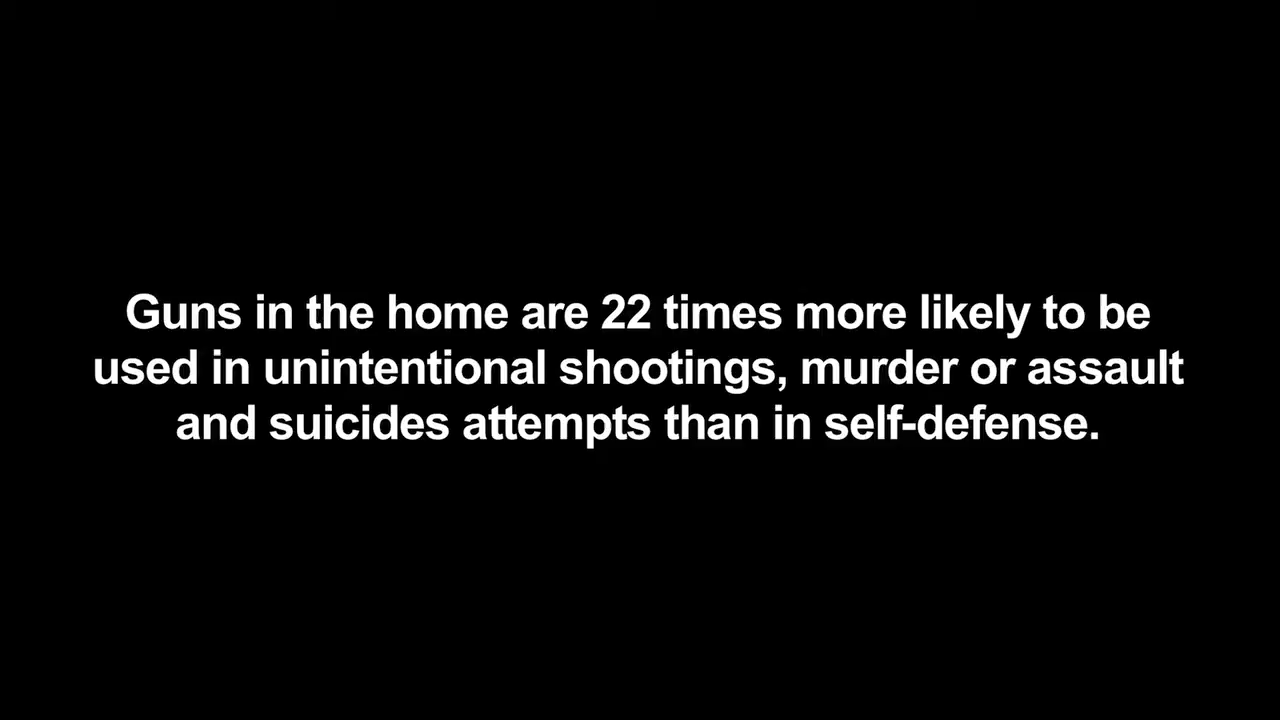 Guns in the home are 22 times more likely to be
used in unintentional shootings, murder or assault
and suicides attempts than in self-defense.